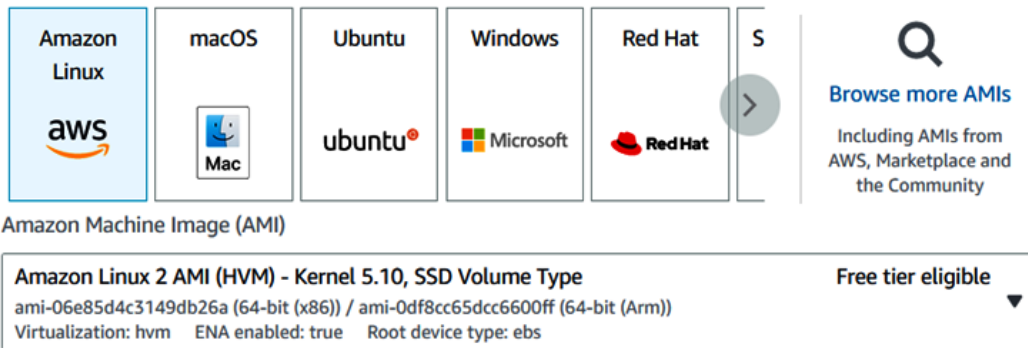 Amazon
Linux
aws
macOS
Mac
Ubuntu
ubuntu
Windows
Microsoft
Red Hat
Red Hat
S
Browse more AMIs
Including AMIs from
AWS, Marketplace and
the Community
Amazon Machine Image (AMI)
Amazon Linux 2 AMI (HVM) - Kernel 5.10, SSD Volume Type
Free tier eligible
ami-06e85d4c3149db26a (64-bit (x86)) / ami-0df8cc65dcc6600ff (64-bit (Arm))
Virtualization: hvm    ENA enabled: true    Root device type: ebs